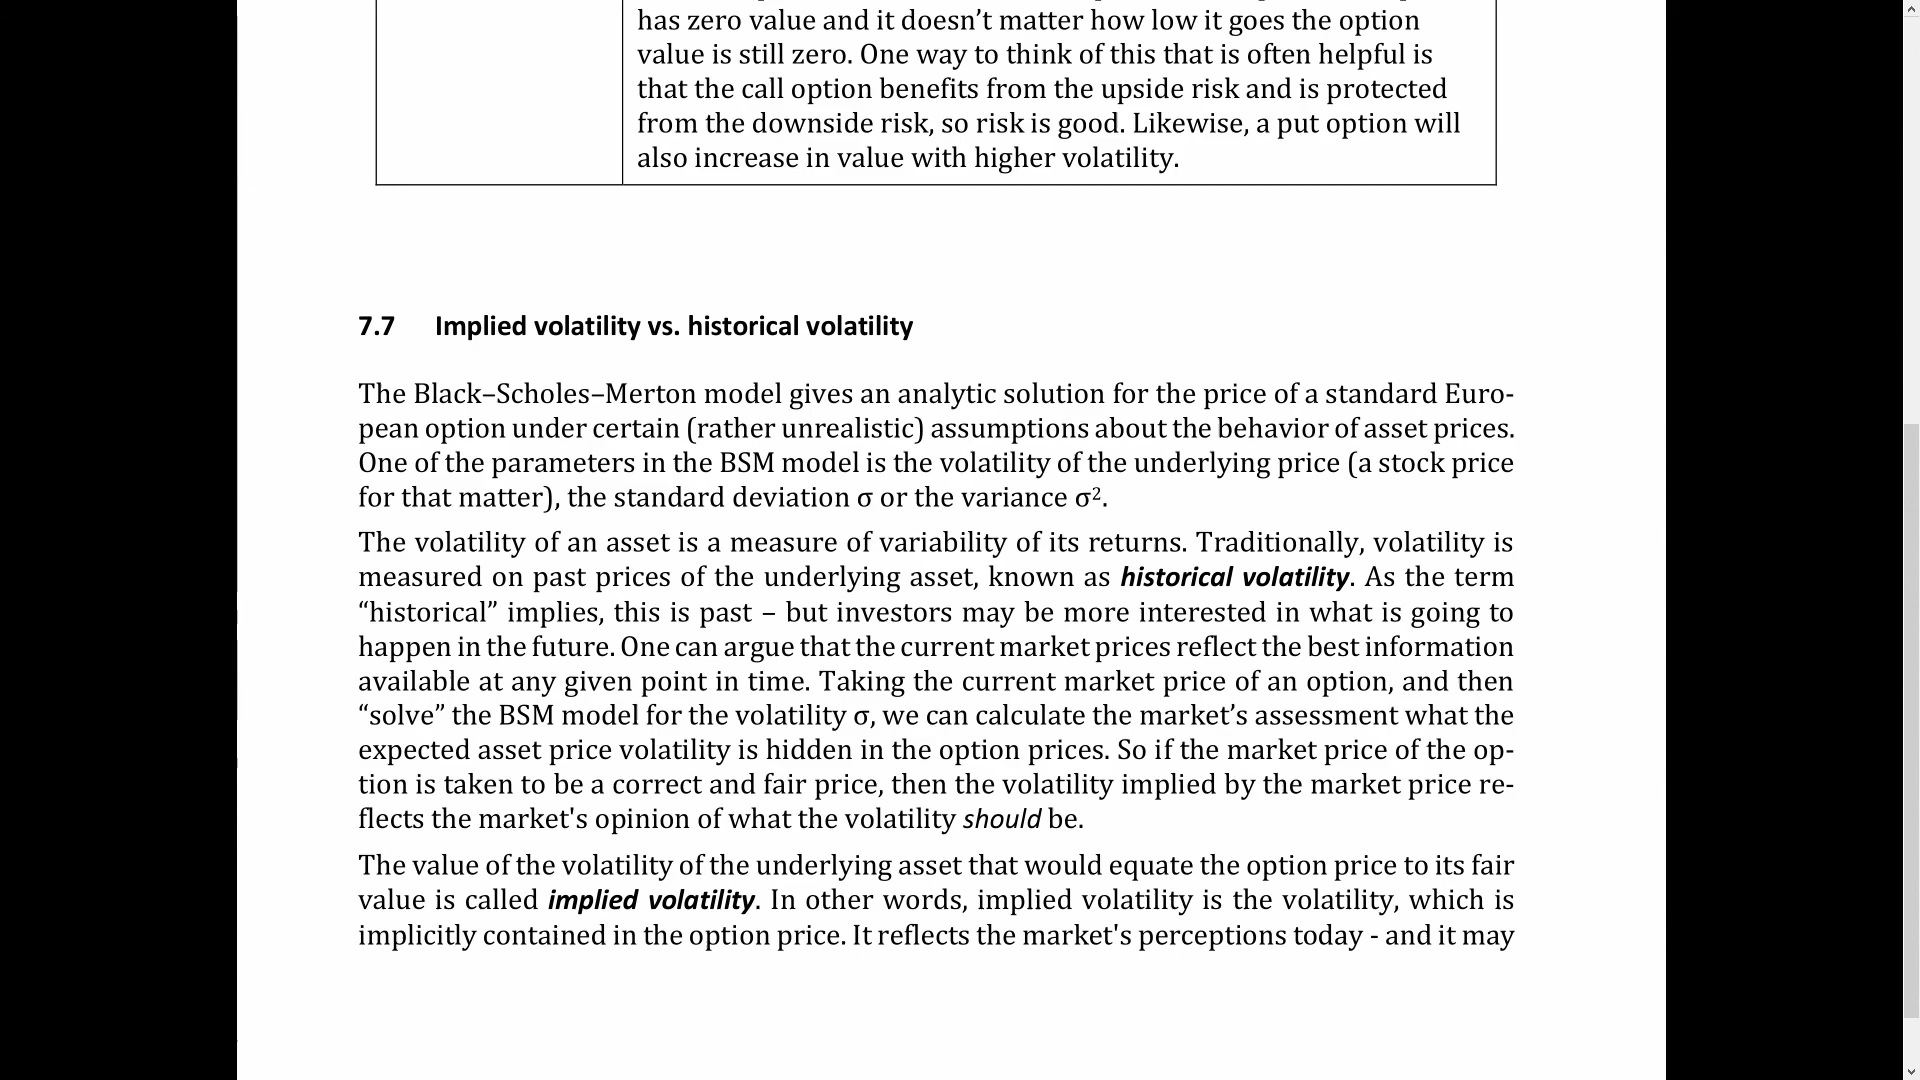 has zero value and it doesn’t matter how low it goes the option
value is still zero. One way to think of this that is often helpful is
that the call option benefits from the upside risk and is protected
from the downside risk, so risk is good. Likewise, a put option will
also increase in value with higher volatility.
7.7 Implied volatility vs. historical volatility
The Black–Scholes–Merton model gives an analytic solution for the price of a standard Euro-
pean option under certain (rather unrealistic) assumptions about the behavior of asset prices.
One of the parameters in the BSM model is the volatility of the underlying price (a stock price
for that matter), the standard deviation σ or the variance σ².
The volatility of an asset is a measure of variability of its returns. Traditionally, volatility is
measured on past prices of the underlying asset, known as historical volatility. As the term
“historical” implies, this is past – but investors may be more interested in what is going to
happen in the future. One can argue that the current market prices reflect the best information
available at any given point in time. Taking the current market price of an option, and then
“solve” the BSM model for the volatility σ, we can calculate the market’s assessment what the
expected asset price volatility is hidden in the option prices. So if the market price of the op-
tion is taken to be a correct and fair price, then the volatility implied by the market price re-
flects the market's opinion of what the volatility should be.
The value of the volatility of the underlying asset that would equate the option price to its fair
value is called implied volatility. In other words, implied volatility is the volatility, which is
implicitly contained in the option price. It reflects the market's perceptions today - and it may